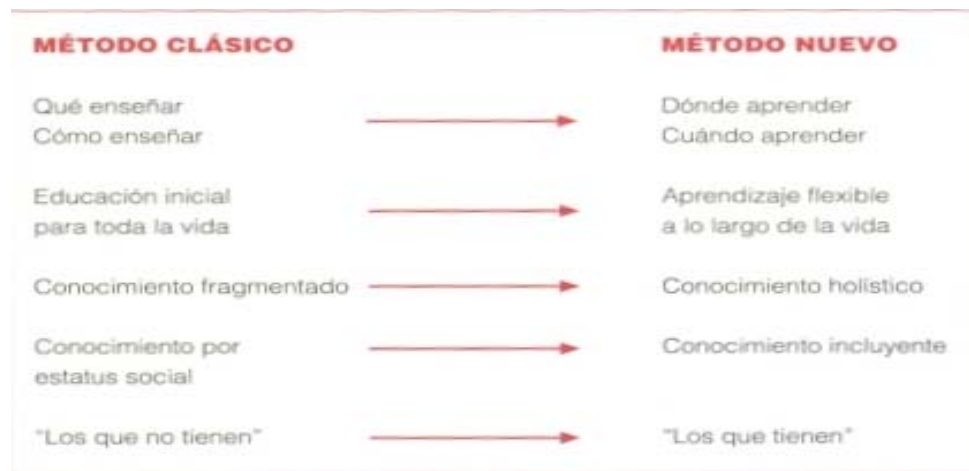 MÉTODO CLÁSICO
MÉTODO NUEVO
Qué enseñar
Cómo enseñar
Dónde aprender
Cuándo aprender
Educación inicial
para toda la vida
Aprendizaje flexible
a lo largo de la vida
Conocimiento fragmentado
Conocimiento holístico
Conocimiento por
estatus social
Conocimiento incluyente
"Los que no tienen"
"Los que tienen"